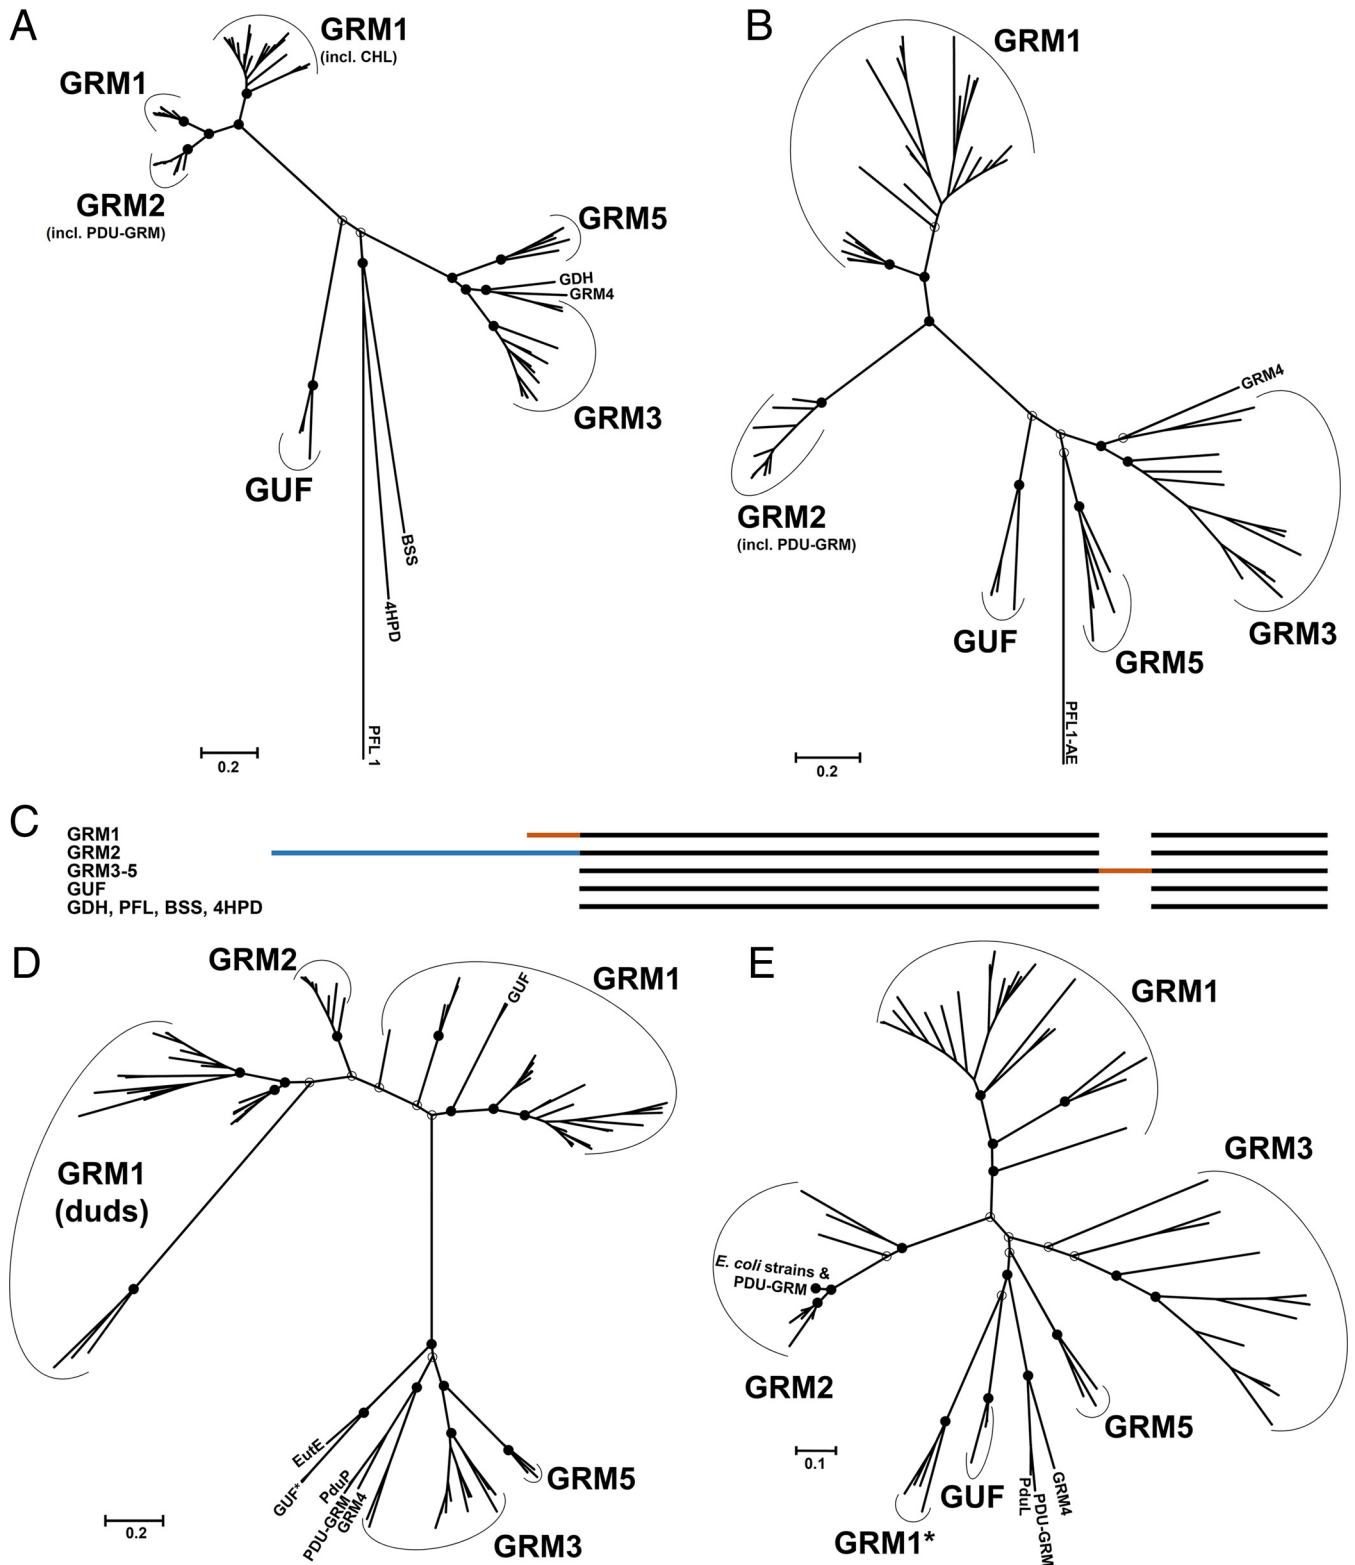 A
GRM1
(incl. CHL)
GRM1
GRM2
(incl. PDU-GRM)
GRM5
GDH
GRM4
GRM3
GUF
BSS
4HPD
PFL 1
0.2
B
GRM1
GRM4
GRM2
(incl. PDU-GRM)
GUF
GRM5
GRM3
PFL1-AE
0.2
C
GRM1
GRM2
GRM3-5
GUF
GDH, PFL, BSS, 4HPD
D
GRM2
GRM1
GUF
GRM1
(duds)
EutE
GUF*
PduP
PDU-GRM
GRM4
GRM5
GRM3
0.2
E
GRM1
GRM3
E. coli strains &
PDU-GRM
GRM2
GRM5
GUF
GRM1*
PduL
PDU-GRM
GRM4
0.1